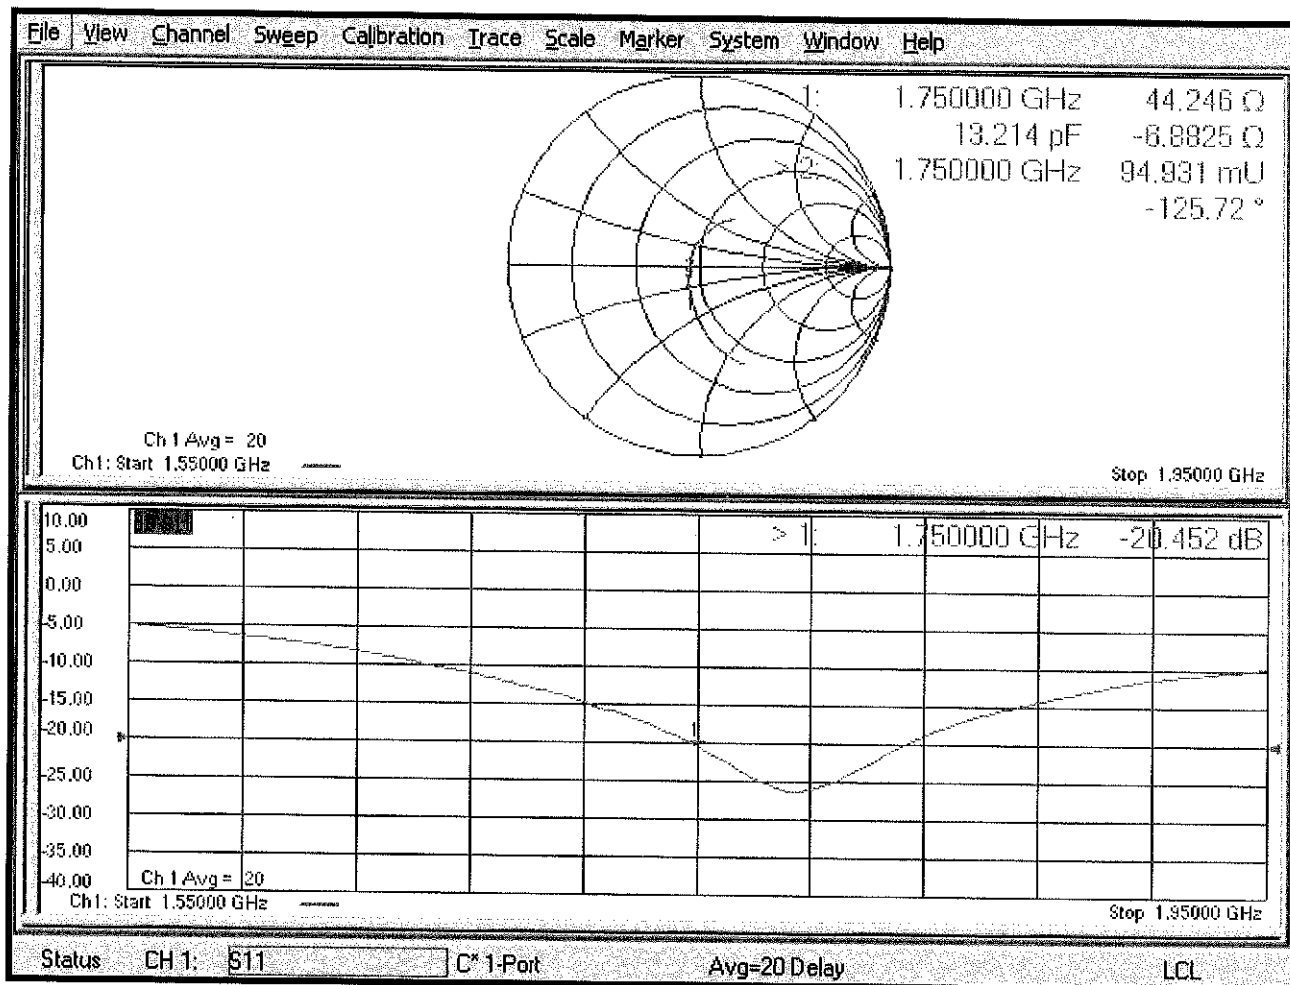 File View Channel Sweep Calibration Trace Scale Marker System Window Help
1: 1.750000 GHz 44.246 Ω
13.214 pF -6.8825 Ω
> 2: 1.750000 GHz 94.931 mU
-125.72 °
Ch 1 Avg = 20
Ch1: Start 1.55000 GHz
Stop 1.95000 GHz
10.00
> 1: 1.750000 GHz -20.452 dB
5.00
0.00
-5.00
-10.00
-15.00
-20.00
1
-25.00
-30.00
-35.00
-40.00
Ch 1 Avg = 20
Ch1: Start 1.55000 GHz
Stop 1.95000 GHz
Status CH 1: S11 C* 1-Port Avg=20 Delay LCL